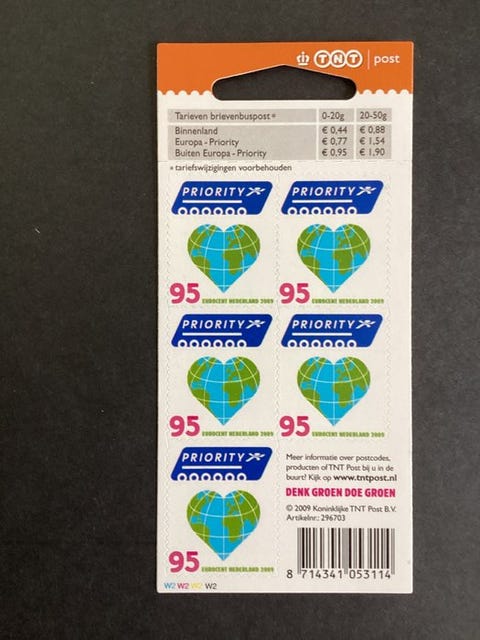 TNT post
Tarieven brievenbuspost* 0-20g 20-50g
Binnenland € 0,44 € 0,88
Europa - Priority € 0,77 € 1,54
Buiten Europa - Priority € 0,95 € 1,90
* tariefswijzigingen voorbehouden
PRIORITY PRIORITY
95 EUROCENT NEDERLAND 2009 95 EUROCENT NEDERLAND 2009
PRIORITY PRIORITY
95 EUROCENT NEDERLAND 2009 95 EUROCENT NEDERLAND 2009
PRIORITY
95 EUROCENT NEDERLAND 2009
Meer informatie over postcodes,
producten of TNT Post bij u in de
buurt? Kijk op www.tntpost.nl
DENK GROEN DOE GROEN
© 2009 Koninklijke TNT Post B.V.
Artikelnr.: 296703
8 714341 053114
W2 W2 W2 W2